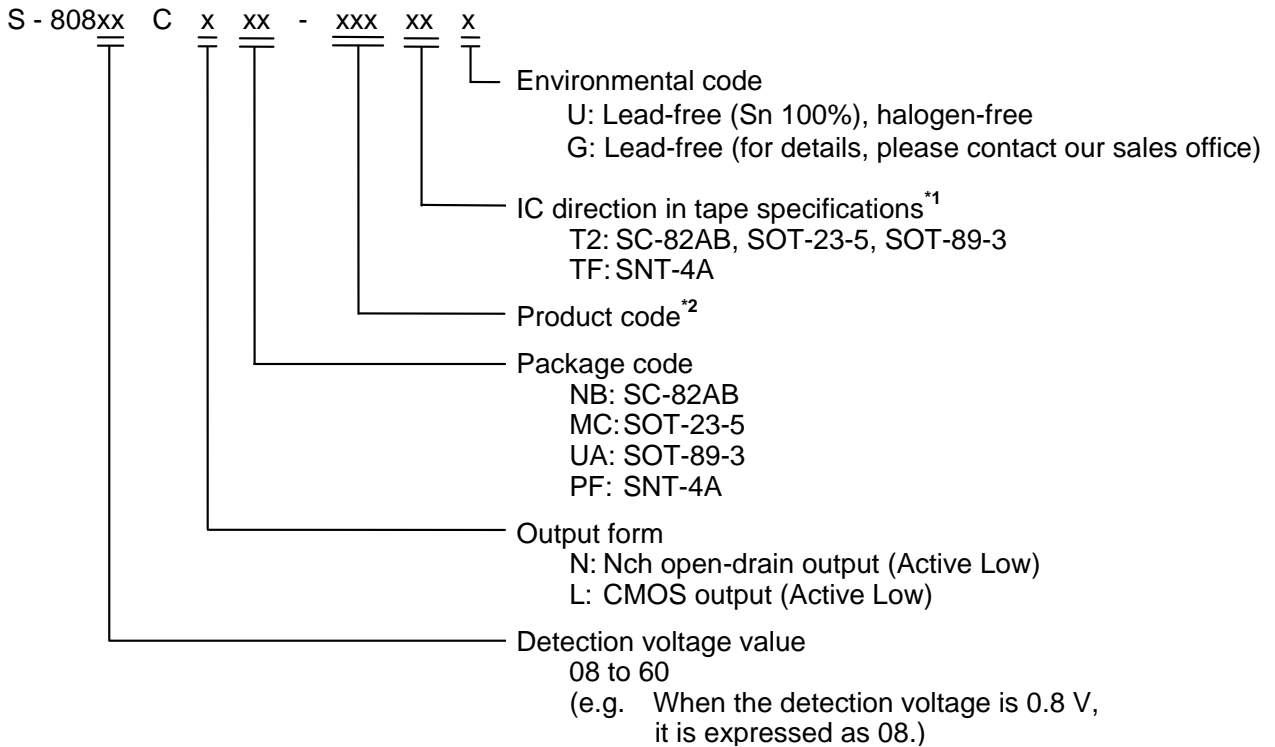 S - 808xx C x xx - xxx xx x
Environmental code
U: Lead-free (Sn 100%), halogen-free
G: Lead-free (for details, please contact our sales office)
IC direction in tape specifications*1
T2: SC-82AB, SOT-23-5, SOT-89-3
TF: SNT-4A
Product code*2
Package code
NB: SC-82AB
MC: SOT-23-5
UA: SOT-89-3
PF: SNT-4A
Output form
N: Nch open-drain output (Active Low)
L: CMOS output (Active Low)
Detection voltage value
08 to 60
(e.g. When the detection voltage is 0.8 V,
it is expressed as 08.)